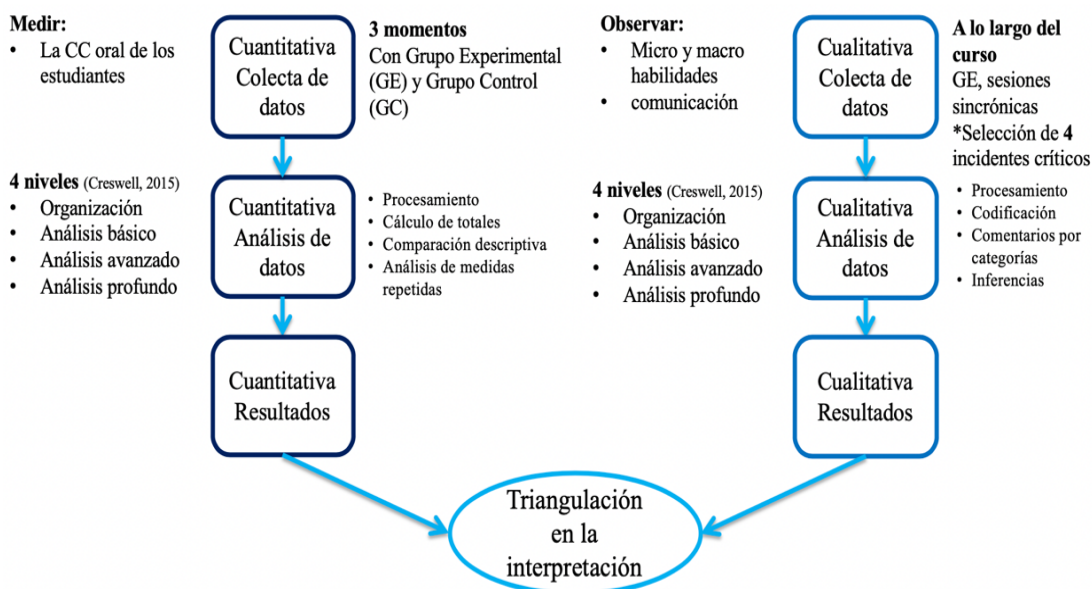 Medir:
• La CC oral de los
estudiantes
Cuantitativa
Colecta de
datos
3 momentos
Con Grupo Experimental
(GE) y Grupo Control
(GC)
Observar:
• Micro y macro
habilidades
• comunicación
Cualitativa
Colecta de
datos
A lo largo del
curso
GE, sesiones
sincrónicas
*Selección de 4
incidentes críticos
4 niveles (Creswell, 2015)
• Organización
• Análisis básico
• Análisis avanzado
• Análisis profundo
Cuantitativa
Análisis de
datos
• Procesamiento
• Cálculo de totales
• Comparación descriptiva
• Análisis de medidas
repetidas
4 niveles (Creswell, 2015)
• Organización
• Análisis básico
• Análisis avanzado
• Análisis profundo
Cualitativa
Análisis de
datos
• Procesamiento
• Codificación
• Comentarios por
categorías
• Inferencias
Cuantitativa
Resultados
Cualitativa
Resultados
Triangulación
en la
interpretación